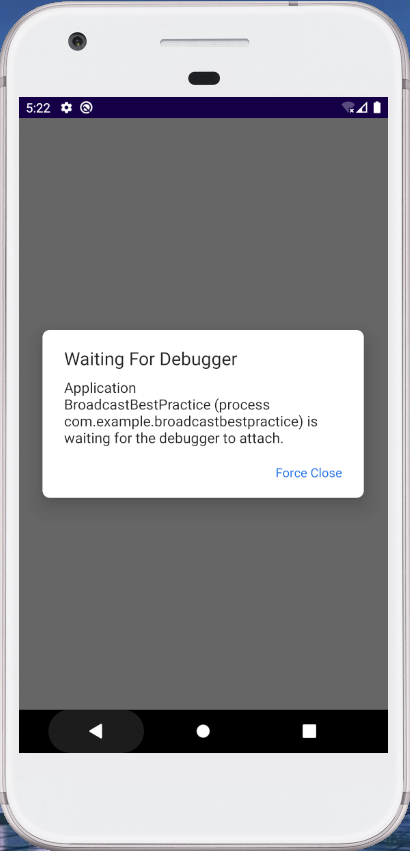 5:22
Waiting For Debugger
Application
BroadcastBestPractice (process
com.example.broadcastbestpractice) is
waiting for the debugger to attach.
Force Close